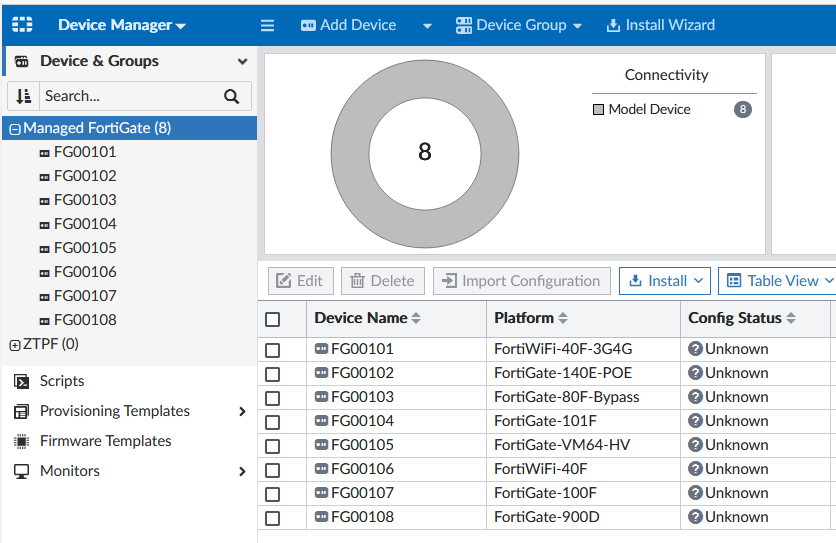 Device Manager
Add Device
Device Group
Install Wizard
Device & Groups
Search...
Managed FortiGate (8)
FG00101
FG00102
FG00103
FG00104
FG00105
FG00106
FG00107
FG00108
ZTPF (0)
Scripts
Provisioning Templates
Firmware Templates
Monitors
8
Connectivity
Model Device 8
Edit
Delete
Import Configuration
Install
Table View
Device Name Platform Config Status
FG00101 FortiWiFi-40F-3G4G Unknown
FG00102 FortiGate-140E-POE Unknown
FG00103 FortiGate-80F-Bypass Unknown
FG00104 FortiGate-101F Unknown
FG00105 FortiGate-VM64-HV Unknown
FG00106 FortiWiFi-40F Unknown
FG00107 FortiGate-100F Unknown
FG00108 FortiGate-900D Unknown